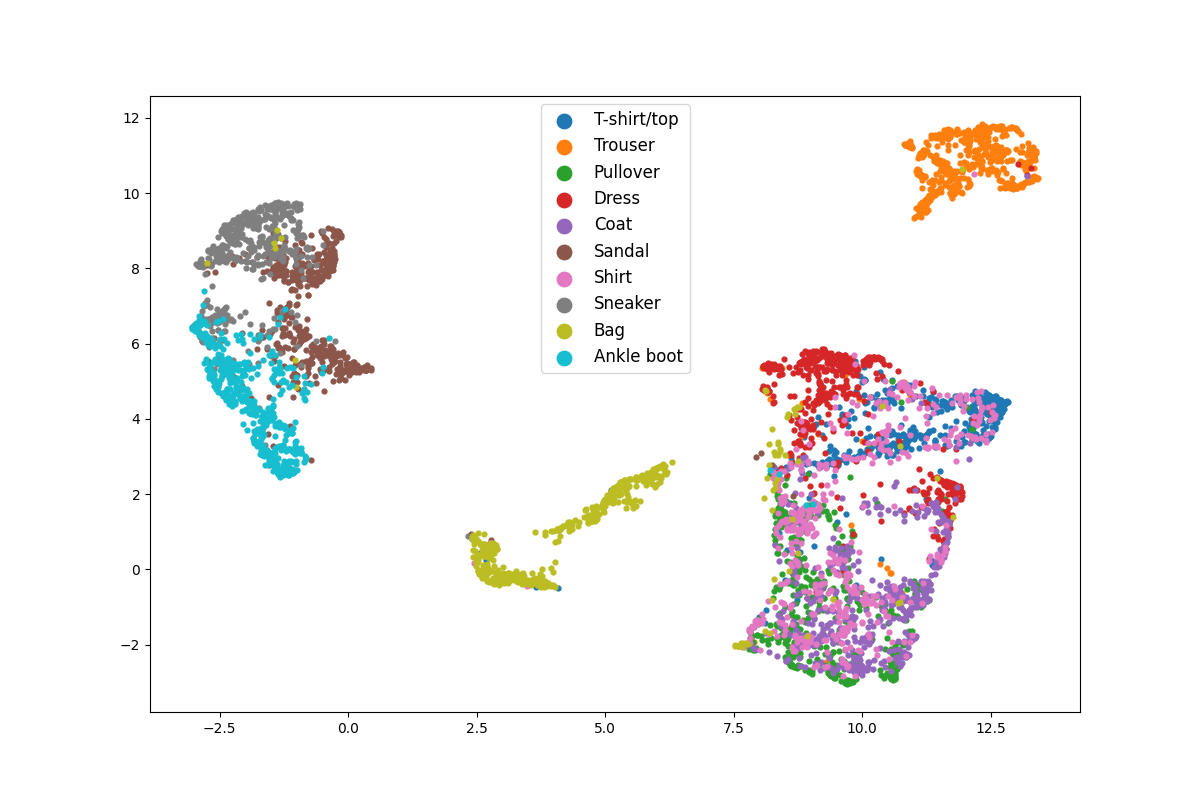 12
10
8
6
4
2
0
−2
−2.5
0.0
2.5
5.0
7.5
10.0
12.5
T-shirt/top
Trouser
Pullover
Dress
Coat
Sandal
Shirt
Sneaker
Bag
Ankle boot